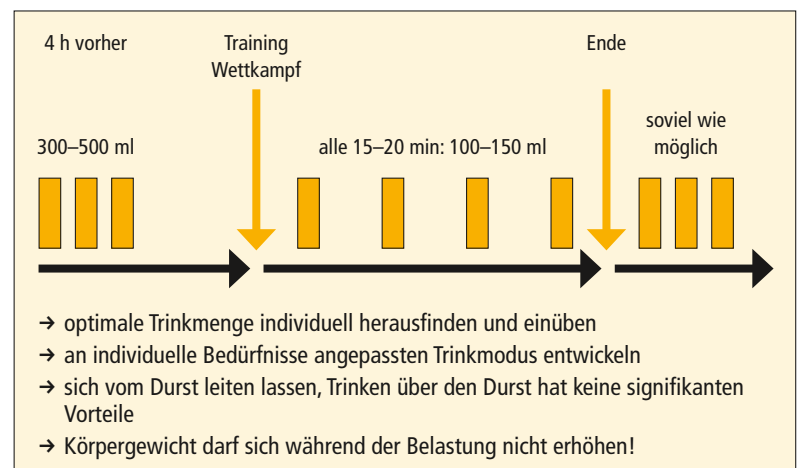 4 h vorher
Training
Wettkampf
Ende
300–500 ml
alle 15–20 min: 100–150 ml
soviel wie
möglich
→ optimale Trinkmenge individuell herausfinden und einüben
→ an individuelle Bedürfnisse angepassten Trinkmodus entwickeln
→ sich vom Durst leiten lassen, Trinken über den Durst hat keine signifikanten
Vorteile
→ Körpergewicht darf sich während der Belastung nicht erhöhen!